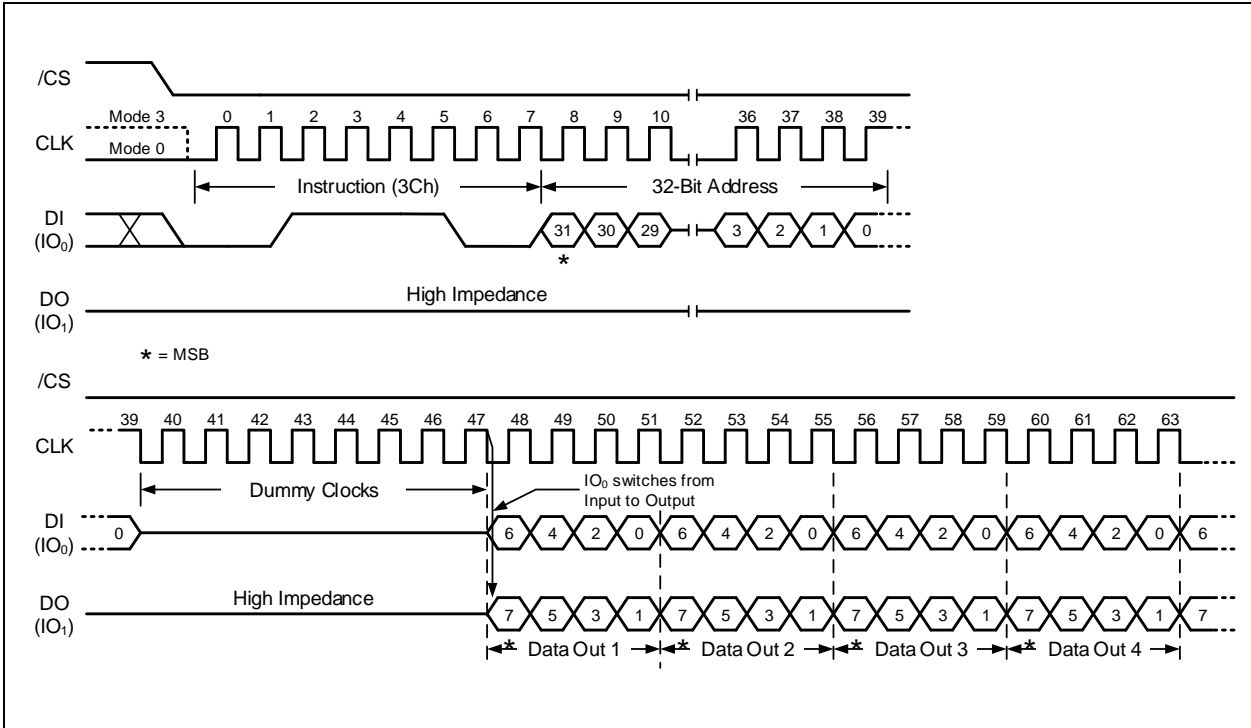 /CS
Mode 3 0 1 2 3 4 5 6 7 8 9 10 36 37 38 39
CLK
Mode 0
Instruction (3Ch) 32-Bit Address
DI
(IO₀)
31 30 29 3 2 1 0
*
High Impedance
DO
(IO₁)
* = MSB
/CS
39 40 41 42 43 44 45 46 47 48 49 50 51 52 53 54 55 56 57 58 59 60 61 62 63
CLK
Dummy Clocks
IO₀ switches from
Input to Output
DI
(IO₀)
0 6 4 2 0 6 4 2 0 6 4 2 0 6 4 2 0 6
High Impedance
DO
(IO₁)
7 5 3 1 7 5 3 1 7 5 3 1 7 5 3 1 7
* Data Out 1 * Data Out 2 * Data Out 3 * Data Out 4